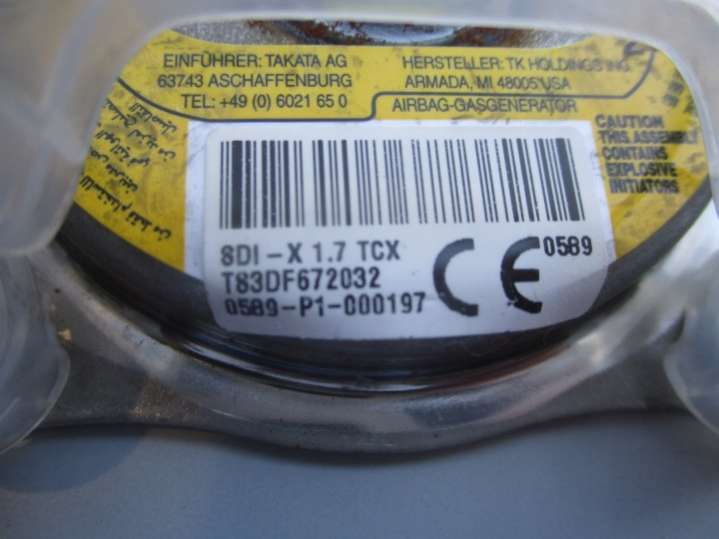 EINFÜHRER: TAKATA AG
63743 ASCHAFFENBURG
TEL: +49 (0) 6021 65 0
HERSTELLER: TK HOLDINGS INC
ARMADA, MI 48005 USA
AIRBAG-GASGENERATOR
CAUTION
THIS ASSEMBLY
CONTAINS
EXPLOSIVE
INITIATORS
SDI-X 1.7 TCX
T83DF672032
0589-P1-000197
CE 0589